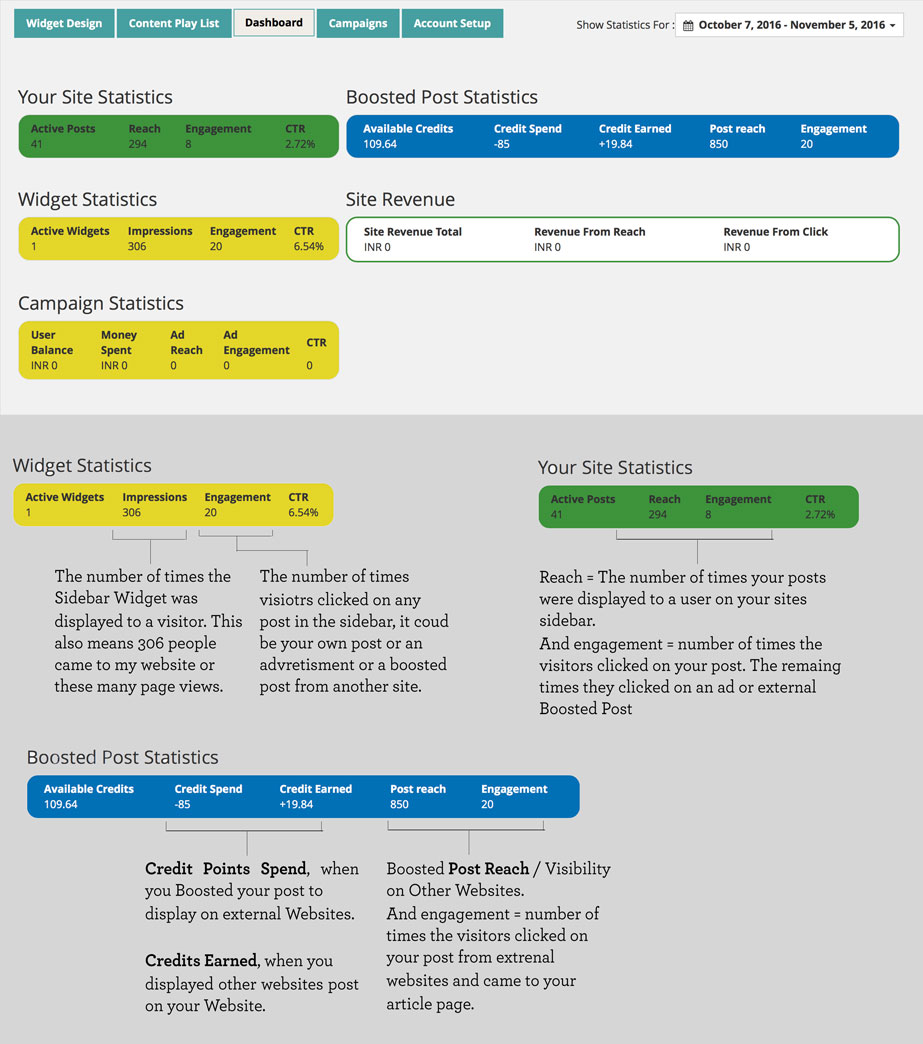 Widget Design Content Play List Dashboard Campaigns Account Setup Show Statistics For : October 7, 2016 - November 5, 2016
Your Site Statistics
Active Posts Reach Engagement CTR
41 294 8 2.72%
Boosted Post Statistics
Available Credits Credit Spend Credit Earned Post reach Engagement
109.64 -85 +19.84 850 20
Widget Statistics
Active Widgets Impressions Engagement CTR
1 306 20 6.54%
Site Revenue
Site Revenue Total Revenue From Reach Revenue From Click
INR 0 INR 0 INR 0
Campaign Statistics
User Money Ad Ad CTR
Balance Spent Reach Engagement
INR 0 INR 0 0 0 0
Widget Statistics
Active Widgets Impressions Engagement CTR
1 306 20 6.54%
The number of times the
Sidebar Widget was
displayed to a visitor. This
also means 306 people
came to my website or
these many page views.
The number of times
visiotrs clicked on any
post in the sidebar, it coud
be your own post or an
advretisment or a boosted
post from another site.
Your Site Statistics
Active Posts Reach Engagement CTR
41 294 8 2.72%
Reach = The number of times your posts
were displayed to a user on your sites
sidebar.
And engagement = number of times the
visitors clicked on your post. The remaing
times they clicked on an ad or external
Boosted Post
Boosted Post Statistics
Available Credits Credit Spend Credit Earned Post reach Engagement
109.64 -85 +19.84 850 20
Credit Points Spend, when
you Boosted your post to
display on external Websites.
Credits Earned, when you
displayed other websites post
on your Website.
Boosted Post Reach / Visibility
on Other Websites.
And engagement = number of
times the visitors clicked on
your post from extrenal
websites and came to your
article page.